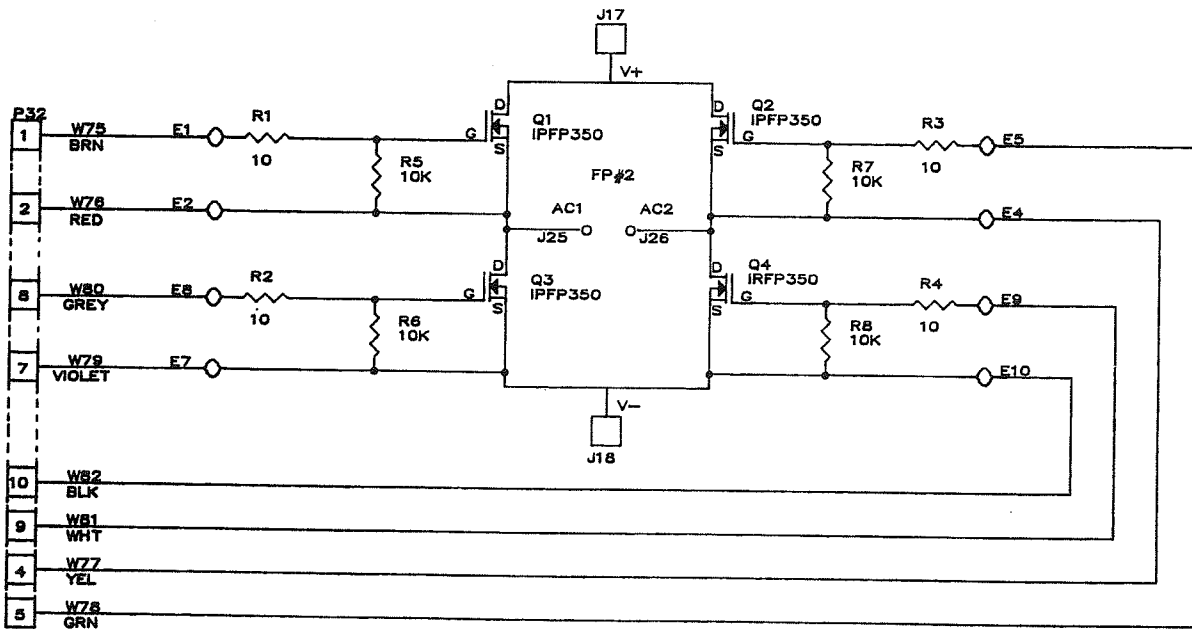 J17
V+
P32
1
W75
BRN
E1
R1
10
G
D
S
Q1
IPFP350
D
S
G
Q2
IPFP350
R3
10
E5
R5
10K
FP#2
R7
10K
2
W76
RED
E2
AC1
J25
AC2
J26
E4
8
W80
GREY
E8
R2
10
G
D
S
Q3
IPFP350
D
S
G
Q4
IRFP350
R4
10
E9
R6
10K
R8
10K
7
W79
VIOLET
E7
E10
V-
J18
10
W82
BLK
9
W81
WHT
4
W77
YEL
5
W78
GRN